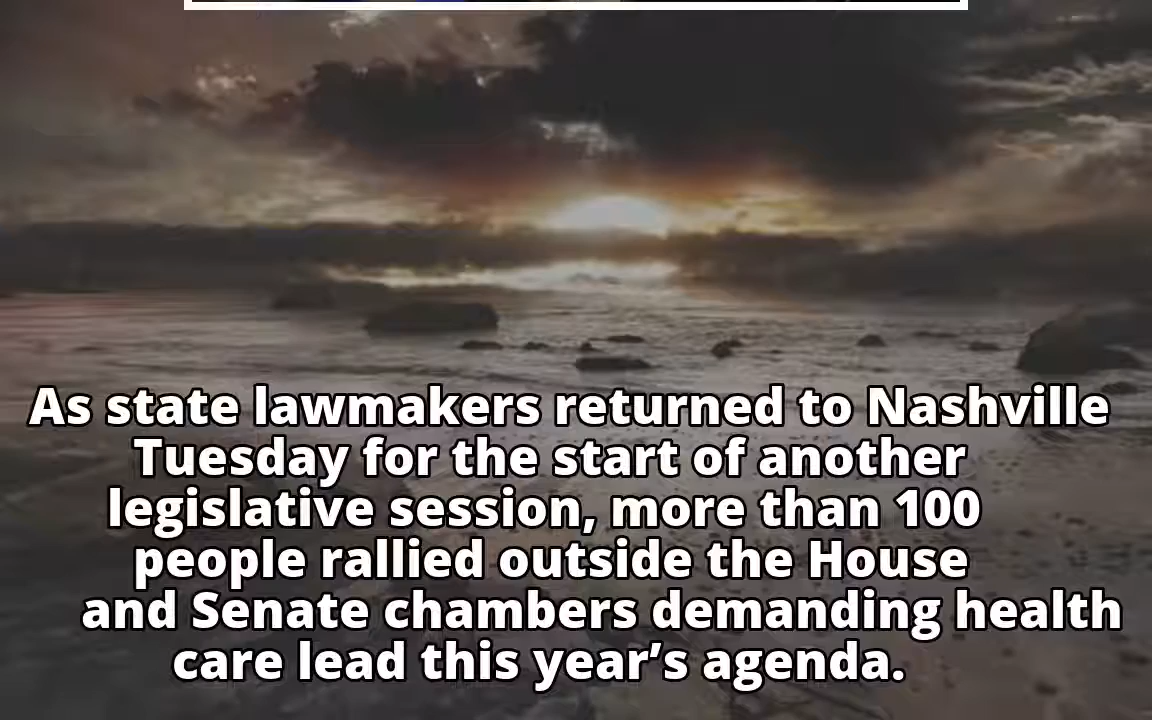 As state lawmakers returned to Nashville
Tuesday for the start of another
legislative session, more than 100
people rallied outside the House
and Senate chambers demanding health
care lead this year’s agenda.